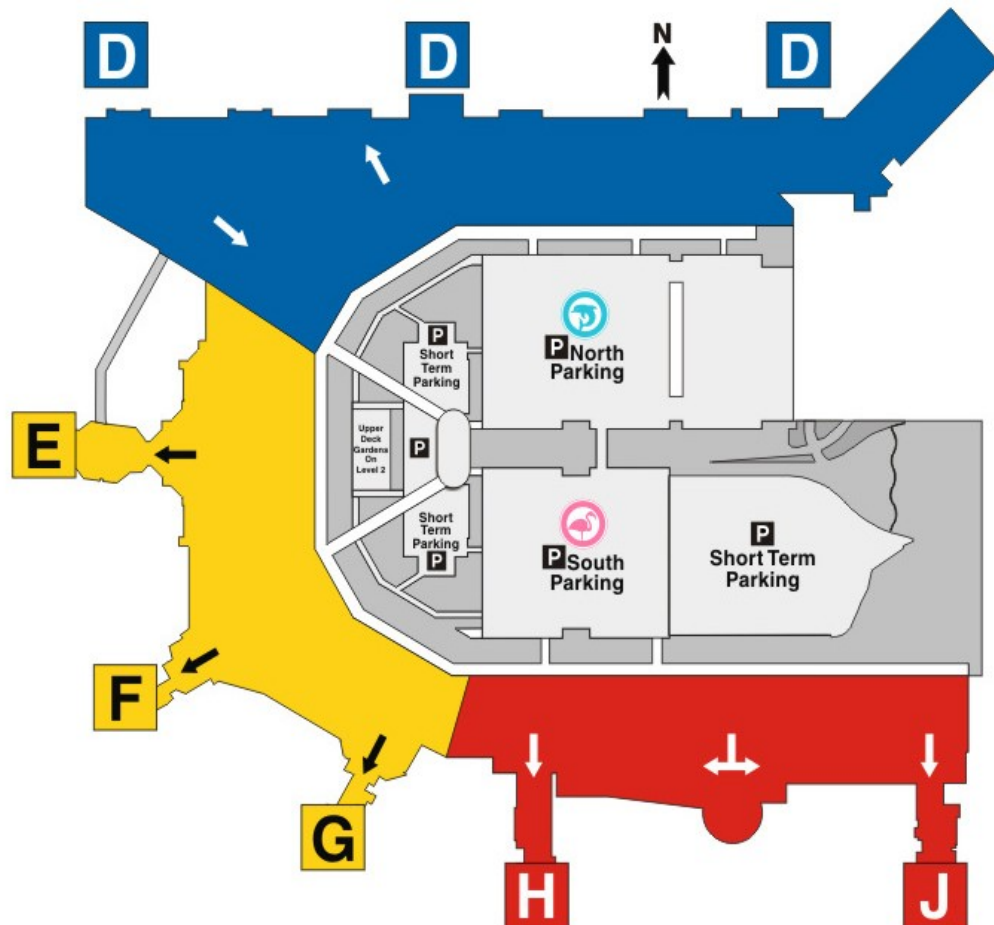 D
D
N
D
P
Short
Term
Parking
P North
Parking
E
Upper
Deck
Gardens
On
Level 2
P
Short
Term
Parking
P
P South
Parking
P
Short Term
Parking
F
G
H
J